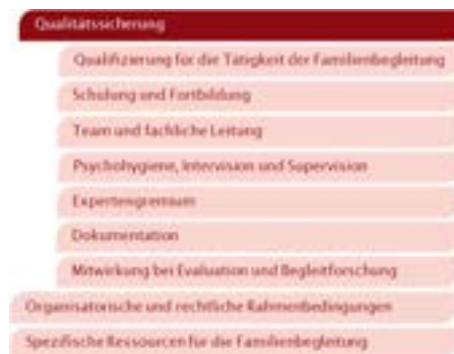 Qualitätssicherung
Qualifizierung für die Tätigkeit der Familienbegleitung
Schulung und Fortbildung
Team und fachliche Leitung
Psychohygiene, Intervision und Supervision
Expertengremium
Dokumentation
Mitwirkung bei Evaluation und Begleitforschung
Organisatorische und rechtliche Rahmenbedingungen
Spezifische Ressourcen für die Familienbegleitung